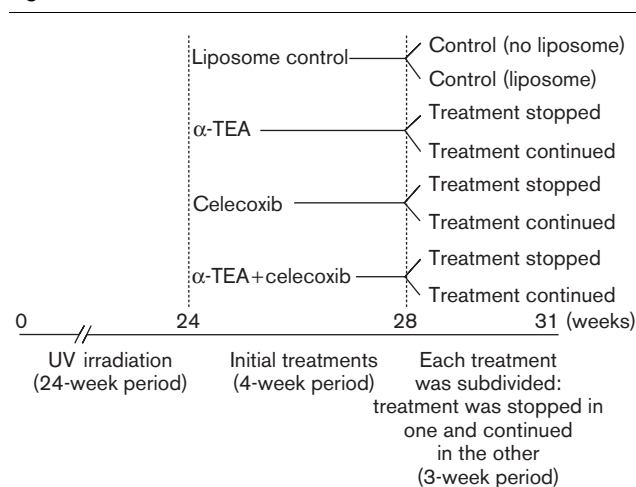 Liposome control
Control (no liposome)
Control (liposome)
α-TEA
Treatment stopped
Treatment continued
Celecoxib
Treatment stopped
Treatment continued
α-TEA+celecoxib
Treatment stopped
Treatment continued
0 24 28 31 (weeks)
UV irradiation
(24-week period)
Initial treatments
(4-week period)
Each treatment
was subdivided:
treatment was stopped in
one and continued
in the other
(3-week period)